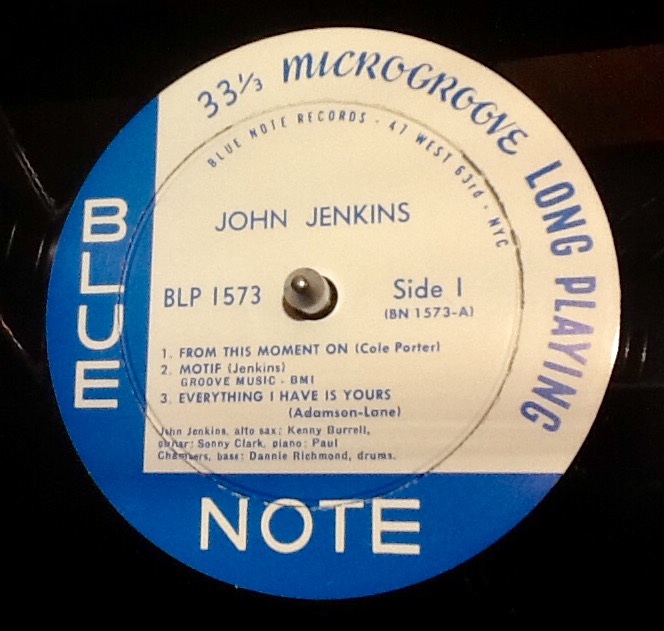 33⅓ MICROGROOVE LONG PLAYING
BLUE NOTE RECORDS · 47 WEST 63rd · NYC
JOHN JENKINS
BLP 1573
Side 1
(BN 1573-A)
1. FROM THIS MOMENT ON (Cole Porter)
2. MOTIF (Jenkins)
GROOVE MUSIC - BMI
3. EVERYTHING I HAVE IS YOURS
(Adamson-Lane)
John Jenkins, alto sax; Kenny Burrell,
guitar; Sonny Clark, piano; Paul
Chambers, bass; Dannie Richmond, drums.
BLUE
NOTE